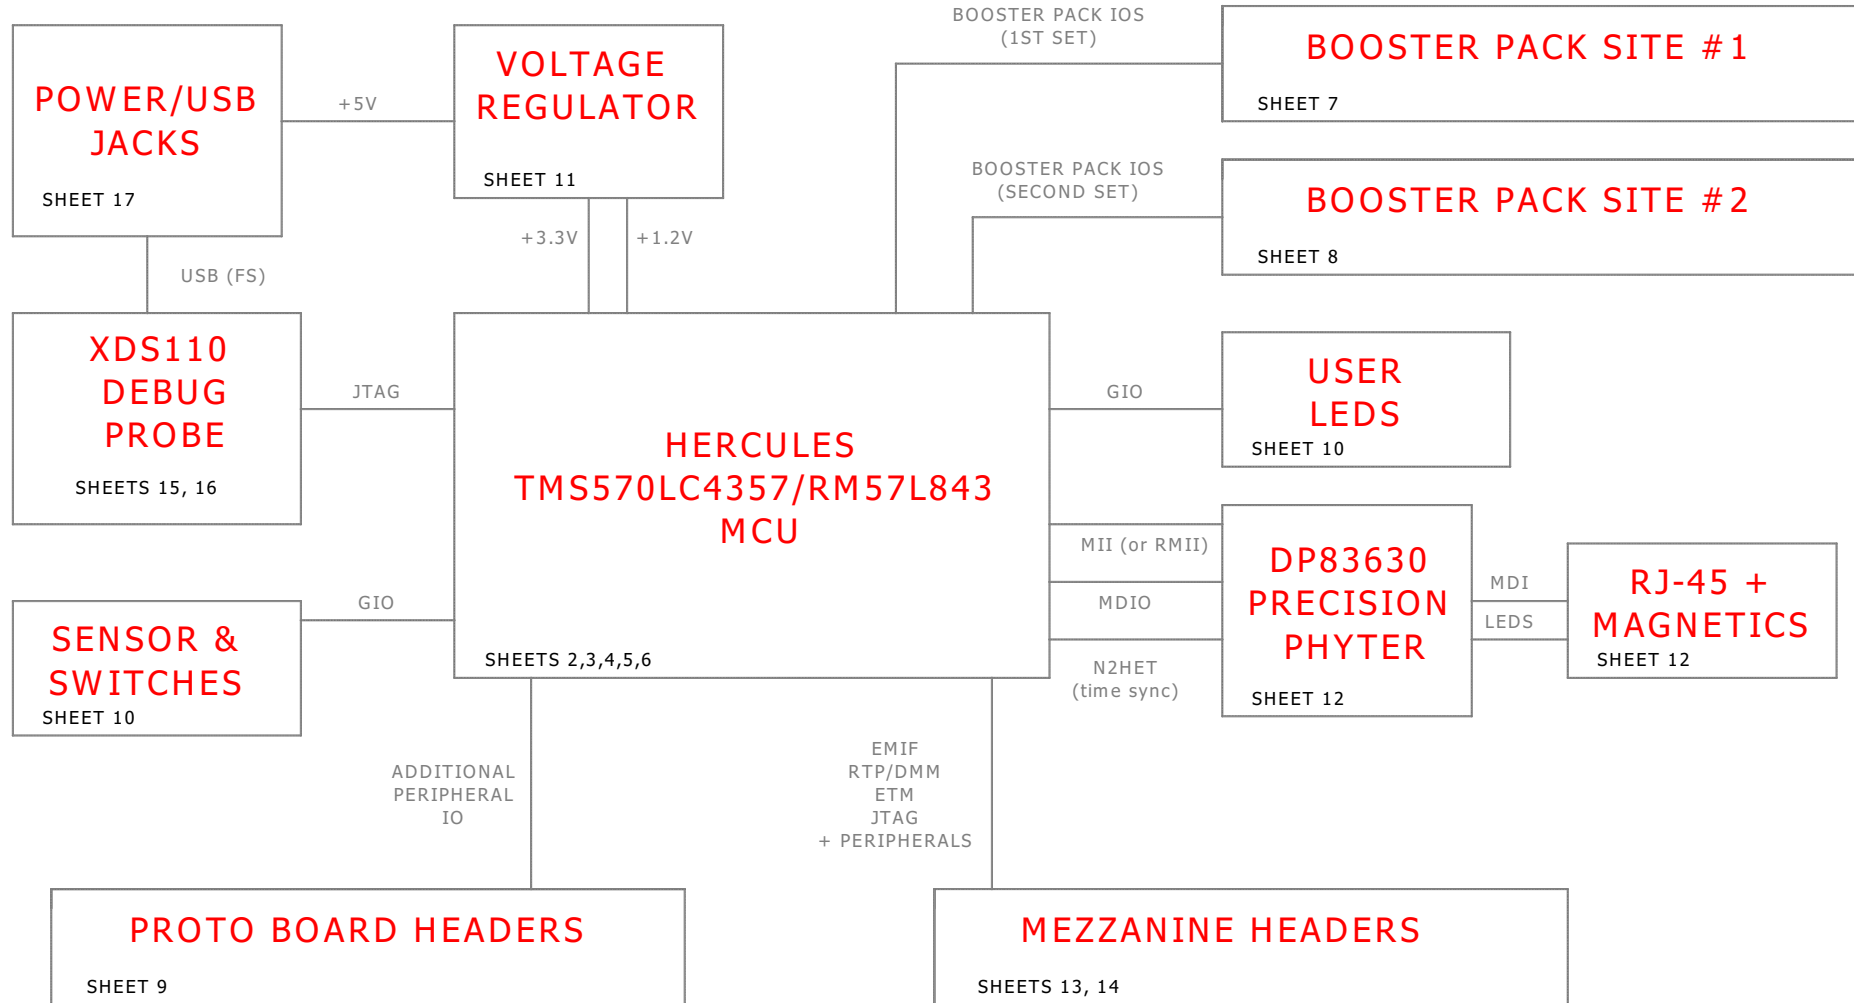 BOOSTER PACK IOS
(1ST SET)
BOOSTER PACK SITE #1
SHEET 7
POWER/USB
JACKS
SHEET 17
+5V
VOLTAGE
REGULATOR
SHEET 11
BOOSTER PACK IOS
(SECOND SET)
BOOSTER PACK SITE #2
SHEET 8
+3.3V
+1.2V
USB (FS)
XDS110
DEBUG
PROBE
SHEETS 15, 16
JTAG
HERCULES
TMS570LC4357/RM57L843
MCU
SHEETS 2,3,4,5,6
GIO
USER
LEDS
SHEET 10
GIO
SENSOR &
SWITCHES
SHEET 10
MII (or RMII)
MDIO
N2HET
(time sync)
DP83630
PRECISION
PHYTER
SHEET 12
MDI
LEDS
RJ-45 +
MAGNETICS
SHEET 12
ADDITIONAL
PERIPHERAL
IO
EMIF
RTP/DMM
ETM
JTAG
+ PERIPHERALS
PROTO BOARD HEADERS
SHEET 9
MEZZANINE HEADERS
SHEETS 13, 14